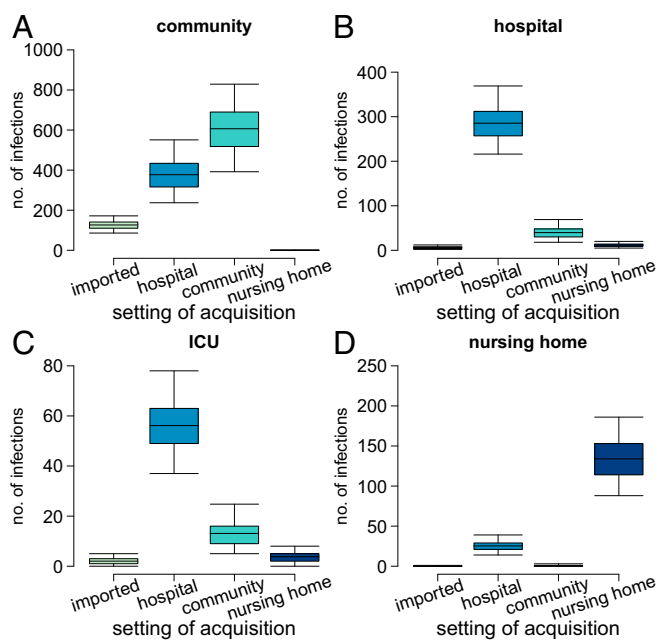 A
community
no. of infections
1000
800
600
400
200
0
imported
hospital
community
nursing home
setting of acquisition
B
hospital
no. of infections
400
300
200
100
0
imported
hospital
community
nursing home
setting of acquisition
C
ICU
no. of infections
80
60
40
20
0
imported
hospital
community
nursing home
setting of acquisition
D
nursing home
no. of infections
250
200
150
100
50
0
imported
hospital
community
nursing home
setting of acquisition